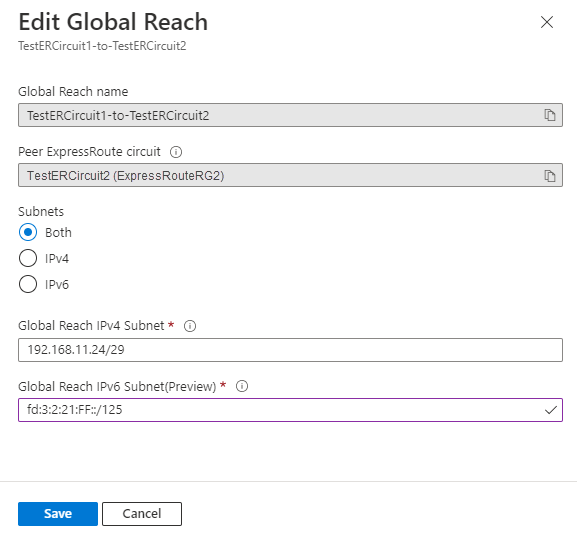 Edit Global Reach
TestERCircuit1-to-TestERCircuit2
Global Reach name
TestERCircuit1-to-TestERCircuit2
Peer ExpressRoute circuit
TestERCircuit2 (ExpressRouteRG2)
Subnets
Both
IPv4
IPv6
Global Reach IPv4 Subnet *
192.168.11.24/29
Global Reach IPv6 Subnet(Preview) *
fd:3:2:21:FF::/125
Save Cancel